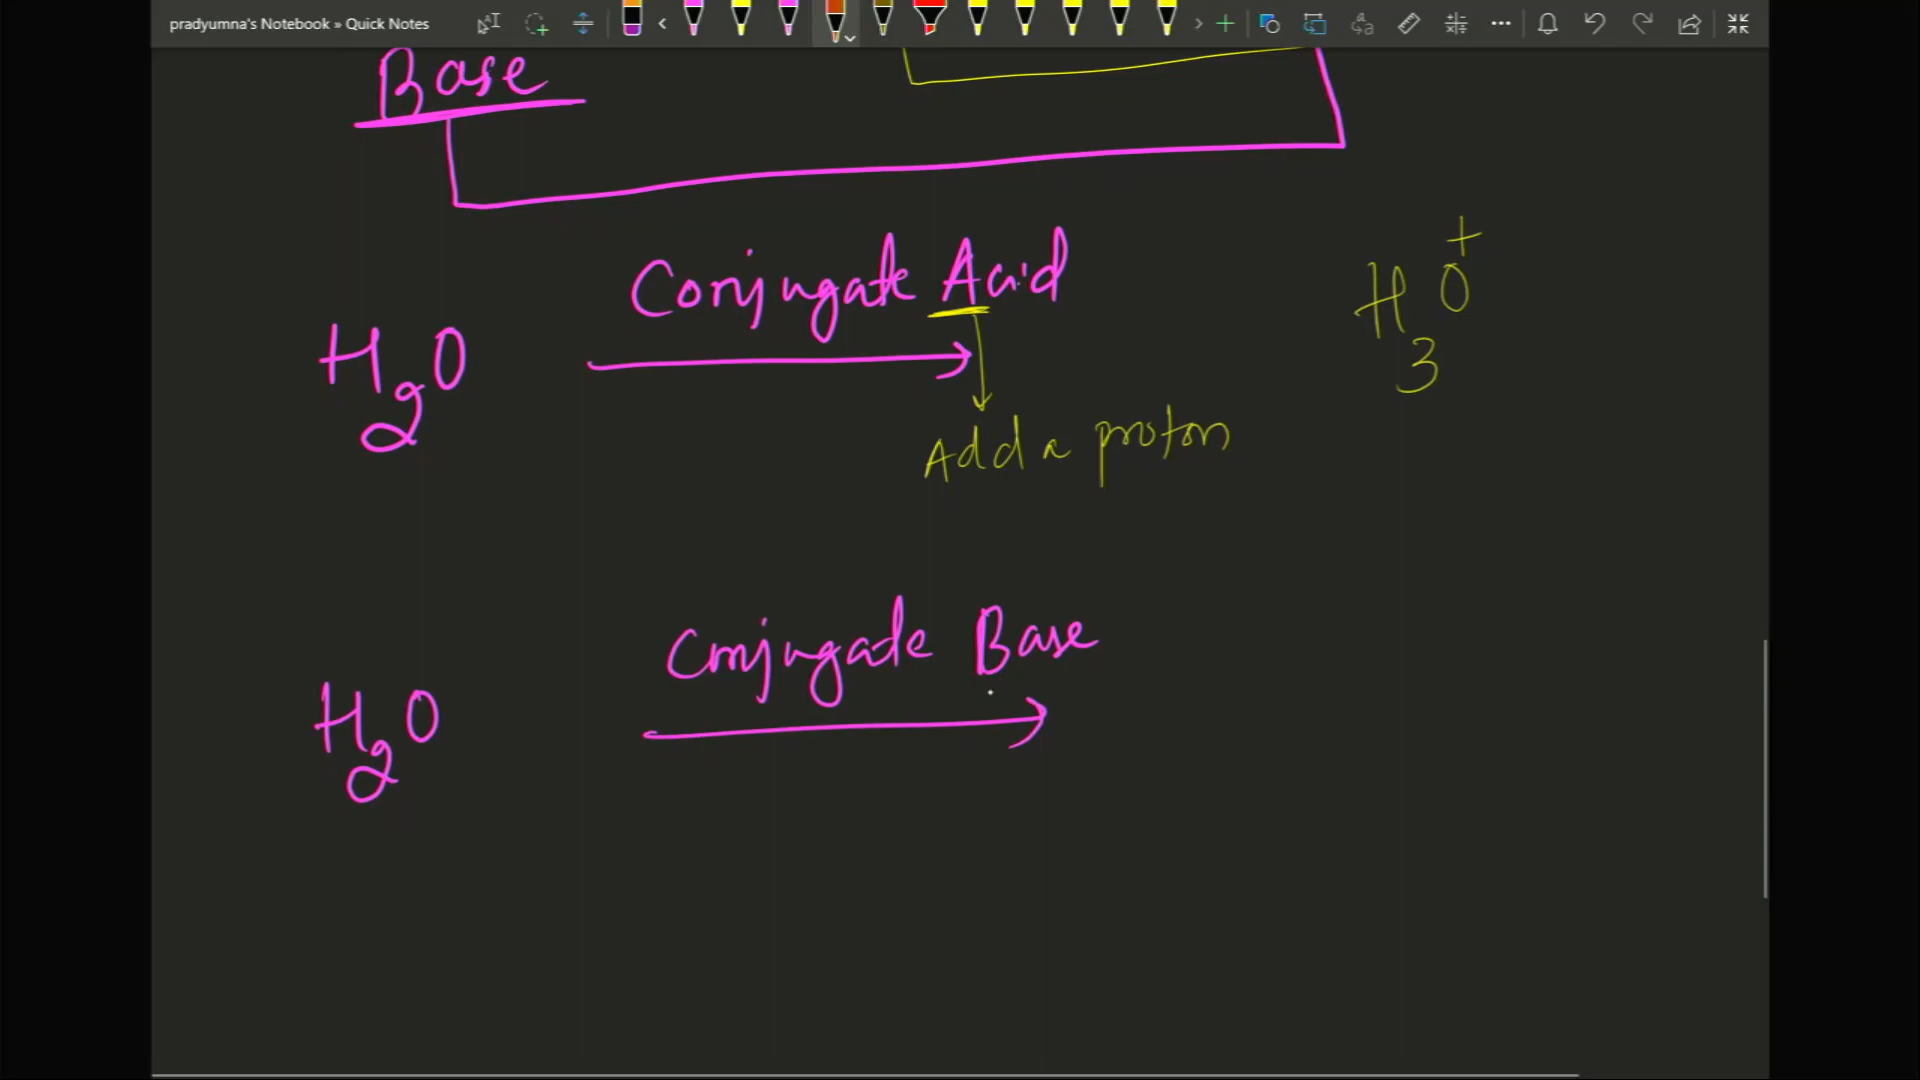 pradyumna's Notebook » Quick Notes
Base
Conjugate Acid
H₂O
H₃O⁺
Add a proton
Conjugate Base
H₂O